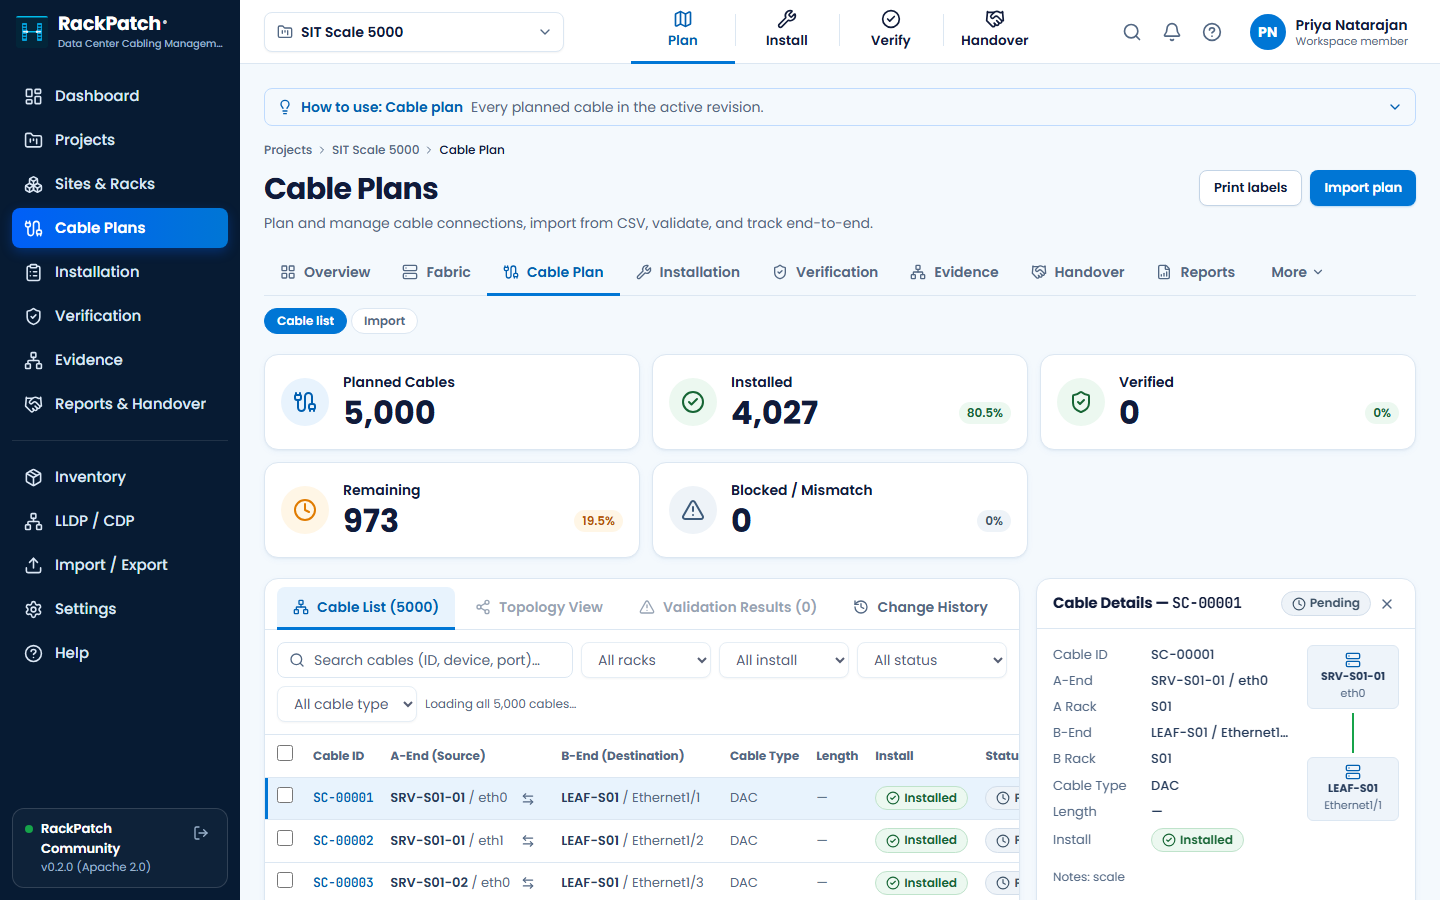 RackPatch
Data Center Cabling Managem...
SIT Scale 5000
Plan
Install
Verify
Handover
PN
Priya Natarajan
Workspace member
Dashboard
Projects
Sites & Racks
Cable Plans
Installation
Verification
Evidence
Reports & Handover
Inventory
LLDP / CDP
Import / Export
Settings
Help
RackPatch Community
v0.2.0 (Apache 2.0)
How to use: Cable plan Every planned cable in the active revision.
Projects > SIT Scale 5000 > Cable Plan
Cable Plans
Print labels
Import plan
Plan and manage cable connections, import from CSV, validate, and track end-to-end.
Overview
Fabric
Cable Plan
Installation
Verification
Evidence
Handover
Reports
More
Cable list
Import
Planned Cables
5,000
Installed
4,027
80.5%
Verified
0
0%
Remaining
973
19.5%
Blocked / Mismatch
0
0%
Cable List (5000)
Topology View
Validation Results (0)
Change History
Search cables (ID, device, port)...
All racks
All install
All status
All cable type
Loading all 5,000 cables...
Cable ID A-End (Source) B-End (Destination) Cable Type Length Install Statu
SC-00001 SRV-S01-01 / eth0 LEAF-S01 / Ethernet1/1 DAC — Installed
SC-00002 SRV-S01-01 / eth1 LEAF-S01 / Ethernet1/2 DAC — Installed
SC-00003 SRV-S01-02 / eth0 LEAF-S01 / Ethernet1/3 DAC — Installed
Cable Details — SC-00001
Pending
Cable ID SC-00001
A-End SRV-S01-01 / eth0
A Rack S01
B-End LEAF-S01 / Ethernet1...
B Rack S01
Cable Type DAC
Length —
Install Installed
Notes: scale
SRV-S01-01
eth0
LEAF-S01
Ethernet1/1